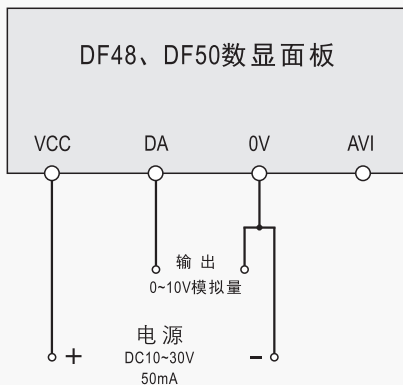 DF48、DF50数显面板
VCC DA 0V AVI
输 出
0~10V模拟量
电 源
+ DC10~30V −
50mA